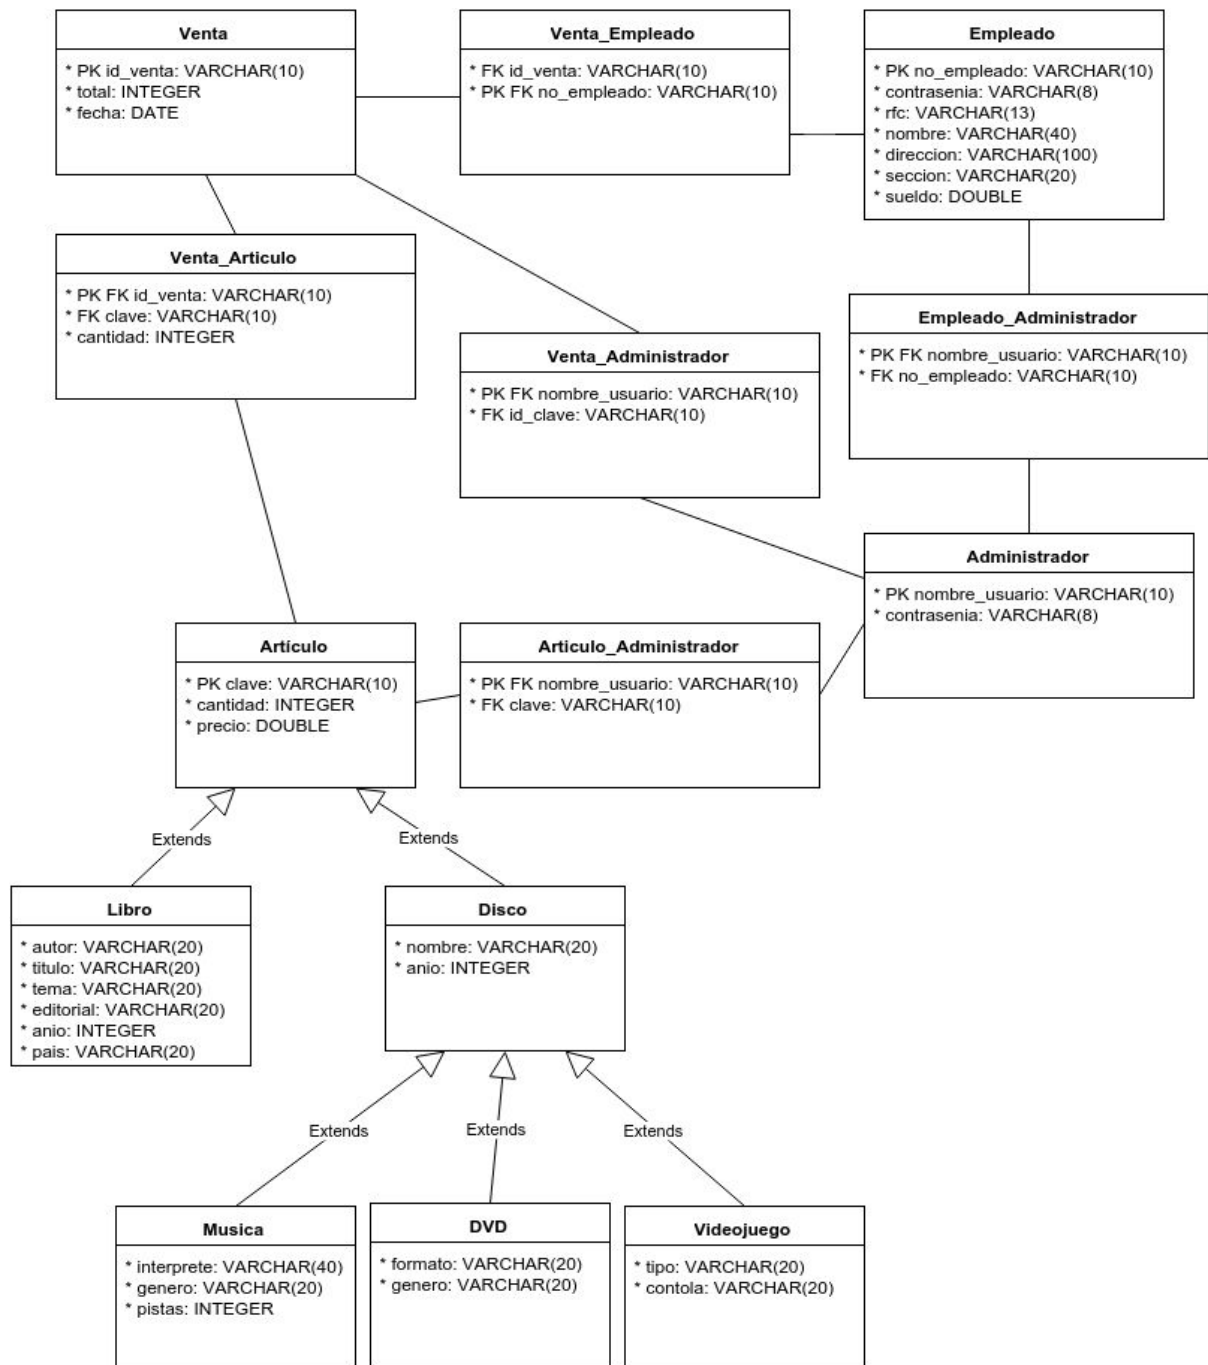 Venta
* PK id_venta: VARCHAR(10)
* total: INTEGER
* fecha: DATE
Venta_Empleado
* FK id_venta: VARCHAR(10)
* PK FK no_empleado: VARCHAR(10)
Empleado
* PK no_empleado: VARCHAR(10)
* contrasenia: VARCHAR(8)
* rfc: VARCHAR(13)
* nombre: VARCHAR(40)
* direccion: VARCHAR(100)
* seccion: VARCHAR(20)
* sueldo: DOUBLE
Venta_Articulo
* PK FK id_venta: VARCHAR(10)
* FK clave: VARCHAR(10)
* cantidad: INTEGER
Venta_Administrador
* PK FK nombre_usuario: VARCHAR(10)
* FK id_clave: VARCHAR(10)
Empleado_Administrador
* PK FK nombre_usuario: VARCHAR(10)
* FK no_empleado: VARCHAR(10)
Administrador
* PK nombre_usuario: VARCHAR(10)
* contrasenia: VARCHAR(8)
Artículo
* PK clave: VARCHAR(10)
* cantidad: INTEGER
* precio: DOUBLE
Articulo_Administrador
* PK FK nombre_usuario: VARCHAR(10)
* FK clave: VARCHAR(10)
Extends
Extends
Libro
* autor: VARCHAR(20)
* titulo: VARCHAR(20)
* tema: VARCHAR(20)
* editorial: VARCHAR(20)
* anio: INTEGER
* pais: VARCHAR(20)
Disco
* nombre: VARCHAR(20)
* anio: INTEGER
Extends
Extends
Extends
Musica
* interprete: VARCHAR(40)
* genero: VARCHAR(20)
* pistas: INTEGER
DVD
* formato: VARCHAR(20)
* genero: VARCHAR(20)
Videojuego
* tipo: VARCHAR(20)
* contola: VARCHAR(20)